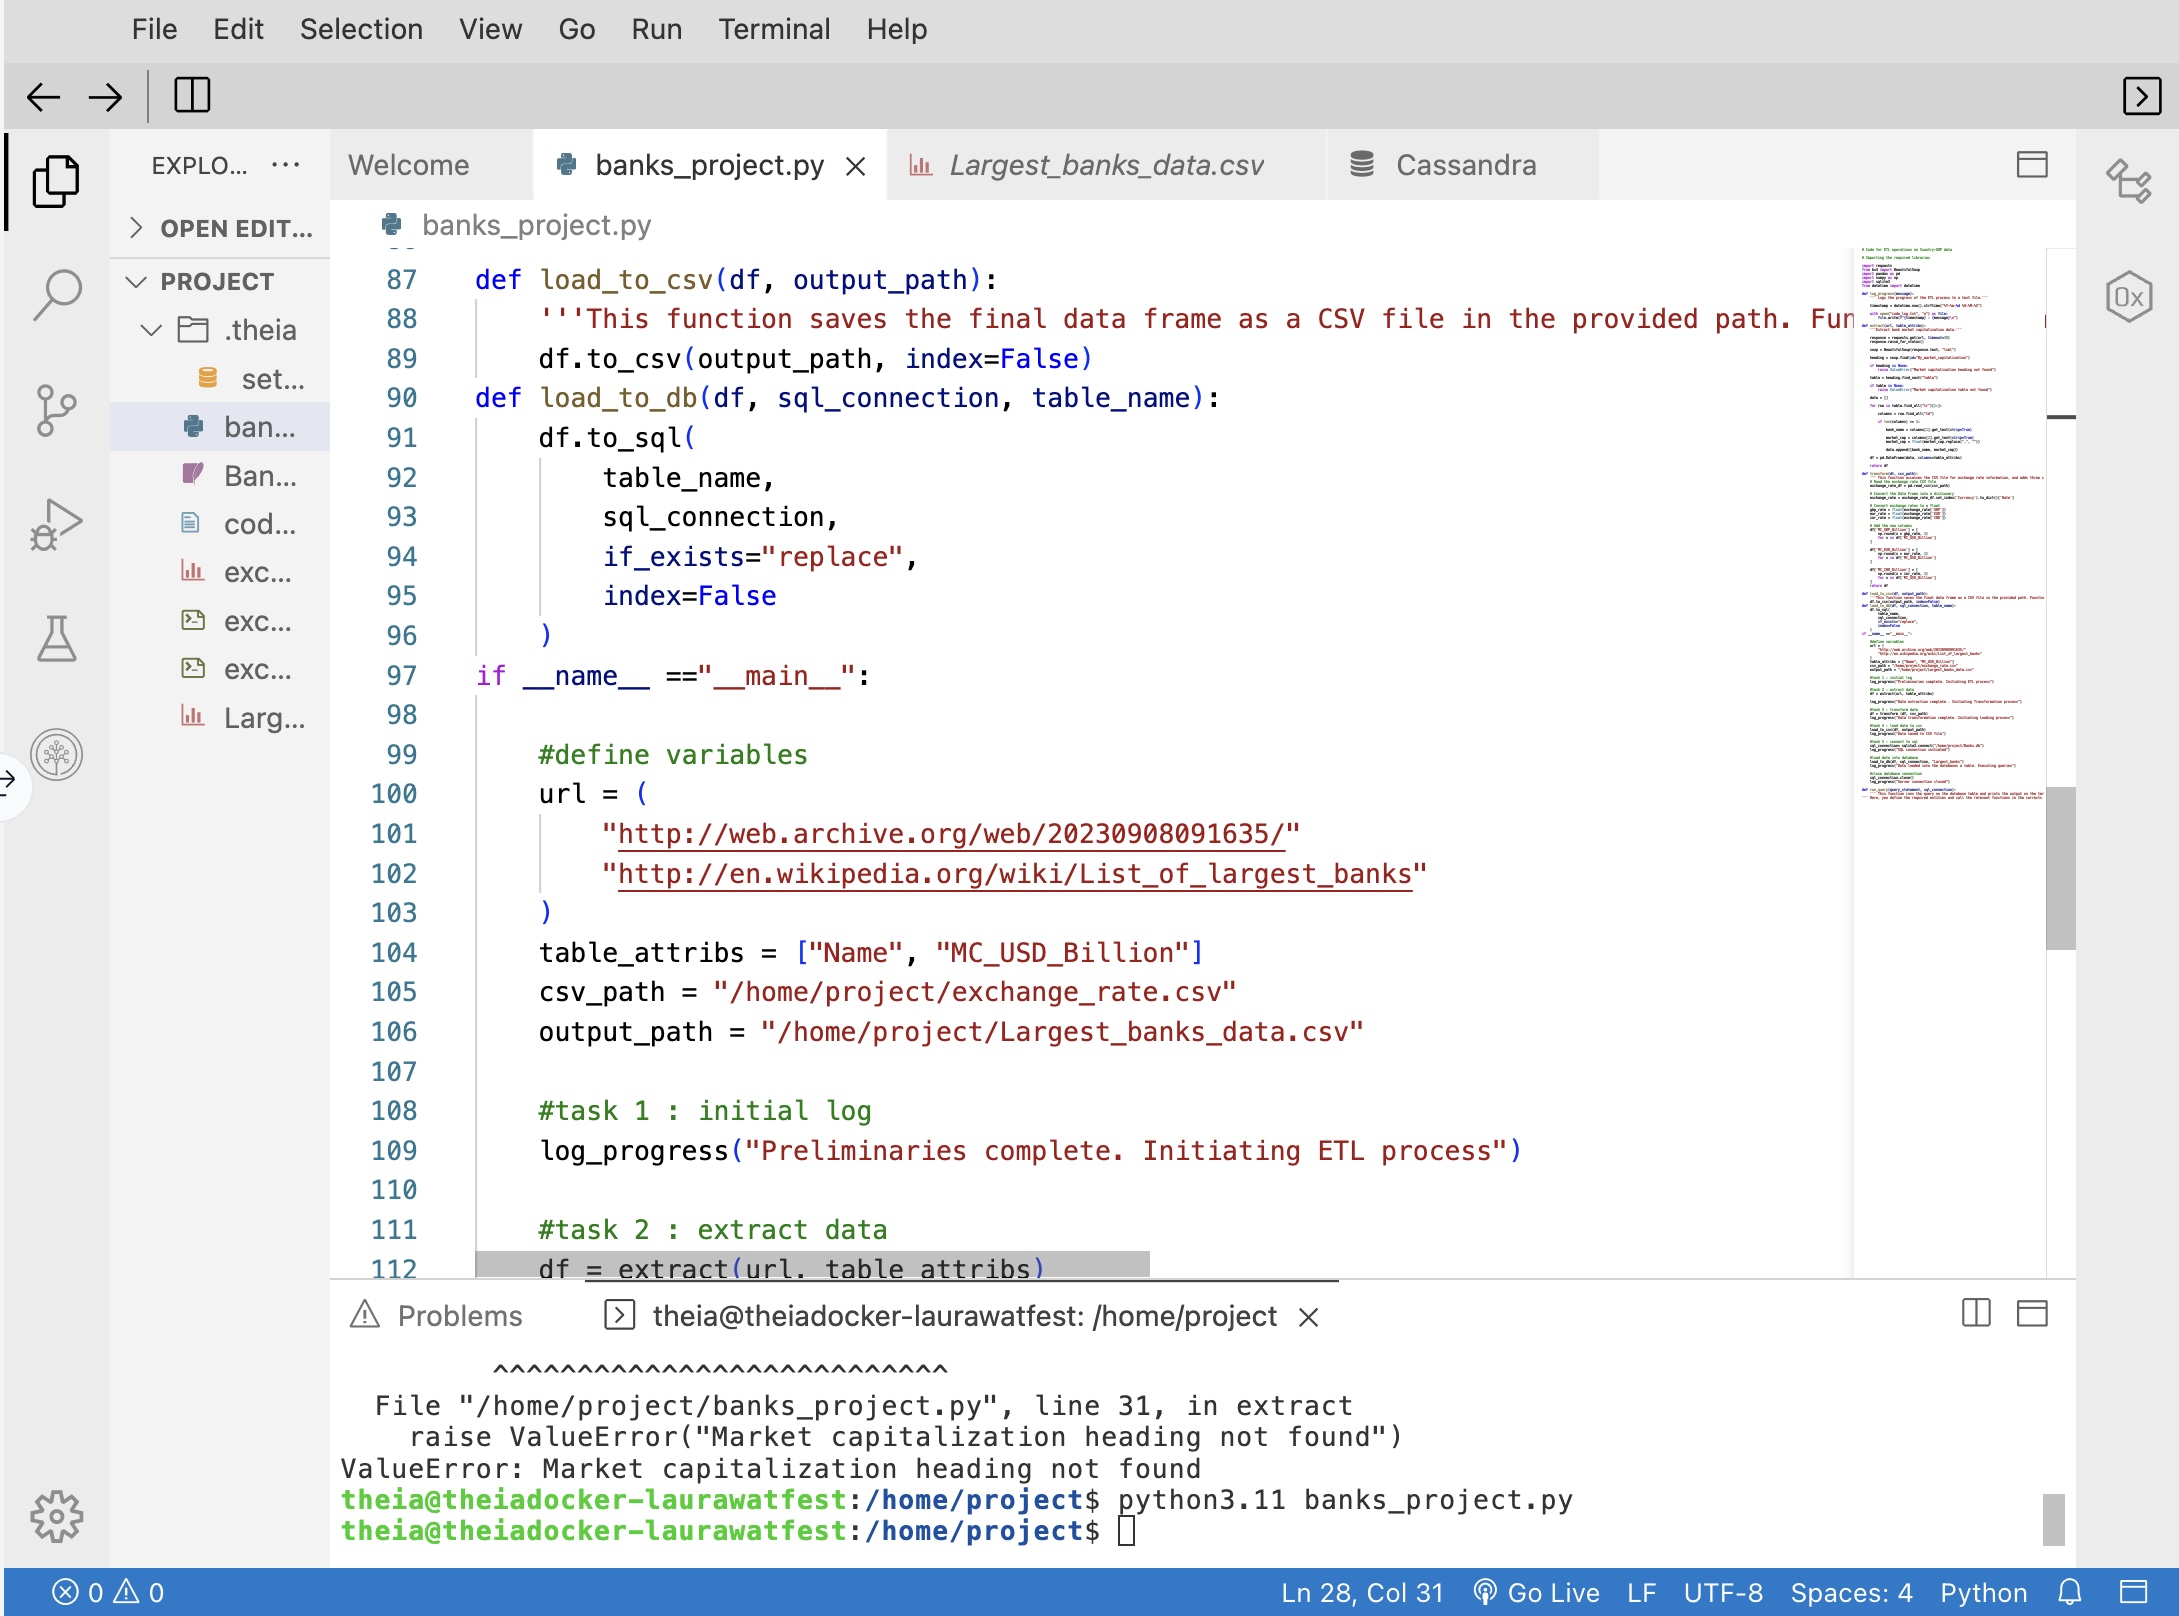 File Edit Selection View Go Run Terminal Help
EXPLO... ...
Welcome banks_project.py Largest_banks_data.csv Cassandra
OPEN EDIT...
PROJECT
.theia
set...
ban...
Ban...
cod...
exc...
exc...
exc...
Larg...
banks_project.py
87 def load_to_csv(df, output_path):
88 '''This function saves the final data frame as a CSV file in the provided path. Fun
89 df.to_csv(output_path, index=False)
90 def load_to_db(df, sql_connection, table_name):
91 df.to_sql(
92 table_name,
93 sql_connection,
94 if_exists="replace",
95 index=False
96 )
97 if __name__ =="__main__":
98
99 #define variables
100 url = (
101 "http://web.archive.org/web/20230908091635/"
102 "http://en.wikipedia.org/wiki/List_of_largest_banks"
103 )
104 table_attribs = ["Name", "MC_USD_Billion"]
105 csv_path = "/home/project/exchange_rate.csv"
106 output_path = "/home/project/Largest_banks_data.csv"
107
108 #task 1 : initial log
109 log_progress("Preliminaries complete. Initiating ETL process")
110
111 #task 2 : extract data
112 df = extract(url, table_attribs)
Problems theia@theiadocker-laurawatfest: /home/project
^^^^^^^^^^^^^^^^^^^^^^^^^^^
File "/home/project/banks_project.py", line 31, in extract
raise ValueError("Market capitalization heading not found")
ValueError: Market capitalization heading not found
theia@theiadocker-laurawatfest:/home/project$ python3.11 banks_project.py
theia@theiadocker-laurawatfest:/home/project$
0 0 Ln 28, Col 31 Go Live LF UTF-8 Spaces: 4 Python
0x